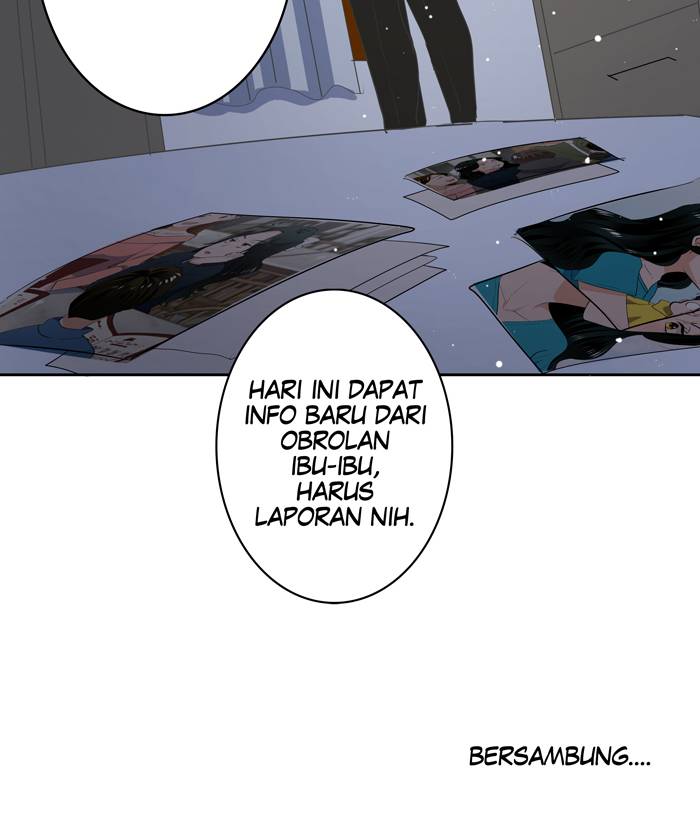 HARI INI DAPAT
INFO BARU DARI
OBROLAN
IBU-IBU,
HARUS
LAPORAN NIH.
BERSAMBUNG....